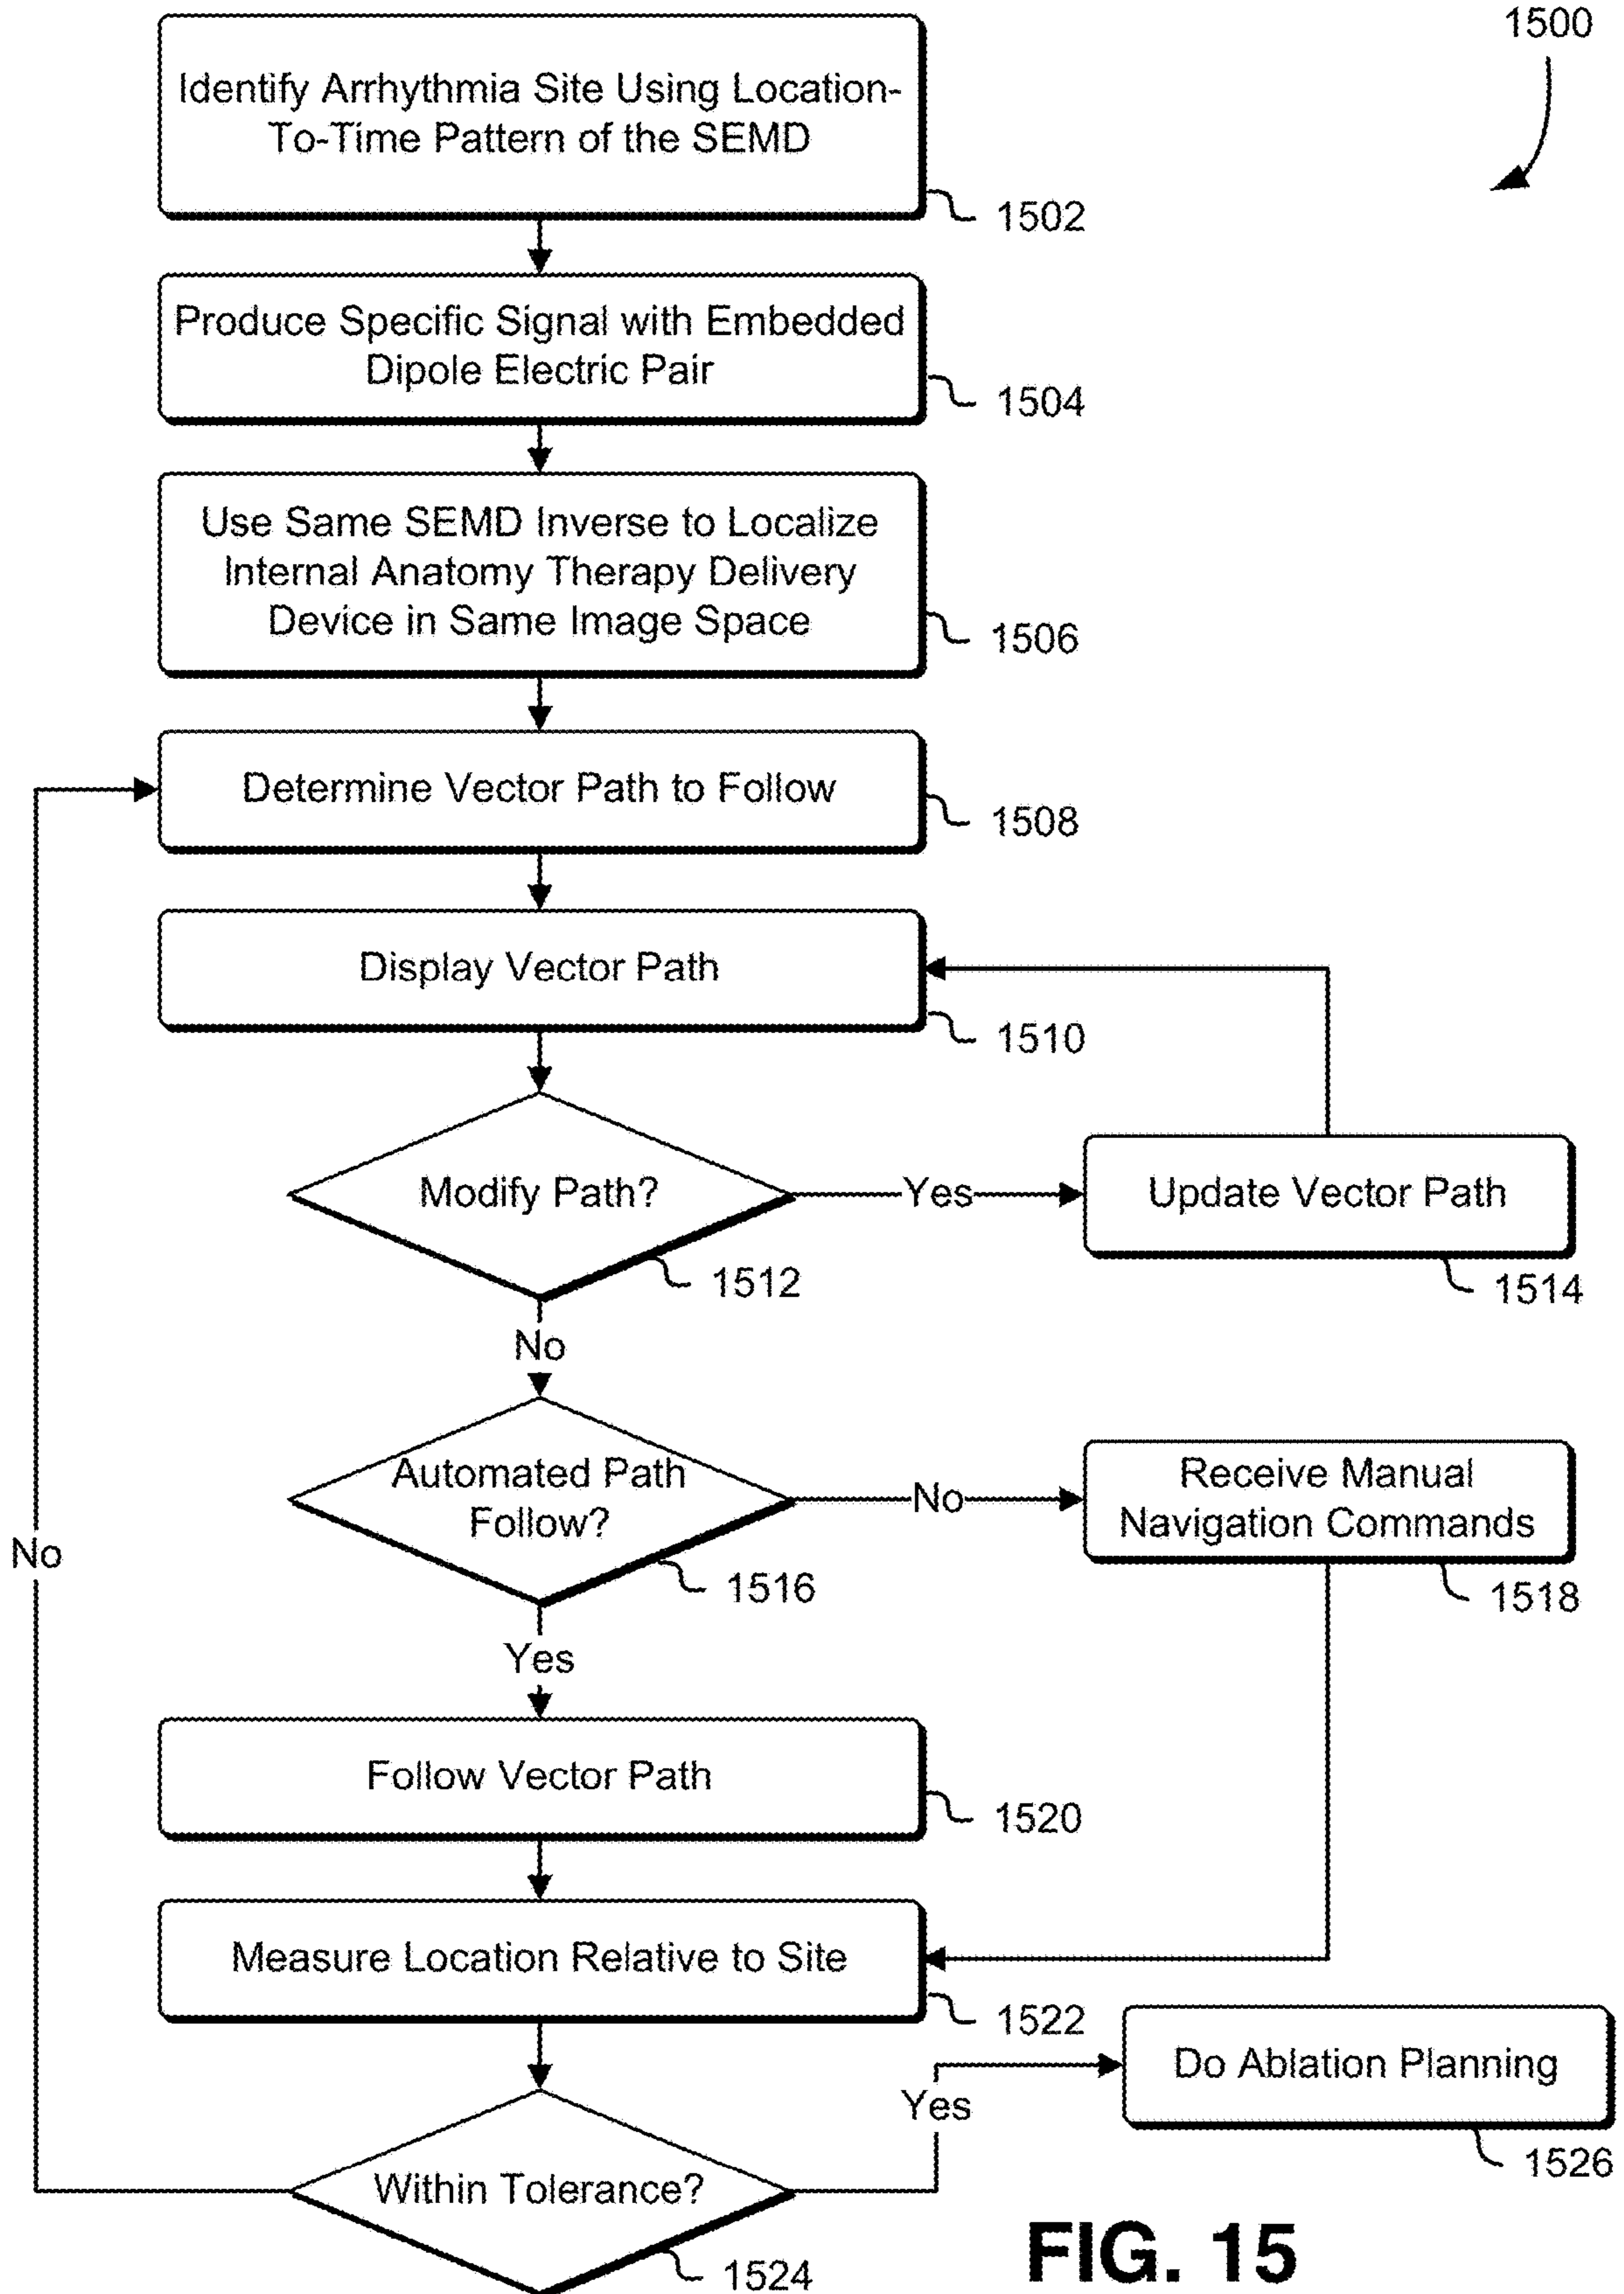 1500
Identify Arrhythmia Site Using Location-
To-Time Pattern of the SEMD
1502
Produce Specific Signal with Embedded
Dipole Electric Pair
1504
Use Same SEMD Inverse to Localize
Internal Anatomy Therapy Delivery
Device in Same Image Space
1506
Determine Vector Path to Follow
1508
Display Vector Path
1510
Modify Path?
Yes
Update Vector Path
1512
1514
No
Automated Path
Follow?
No
Receive Manual
Navigation Commands
No
1516
1518
Yes
Follow Vector Path
1520
Measure Location Relative to Site
1522
Do Ablation Planning
Yes
1526
Within Tolerance?
1524
FIG. 15